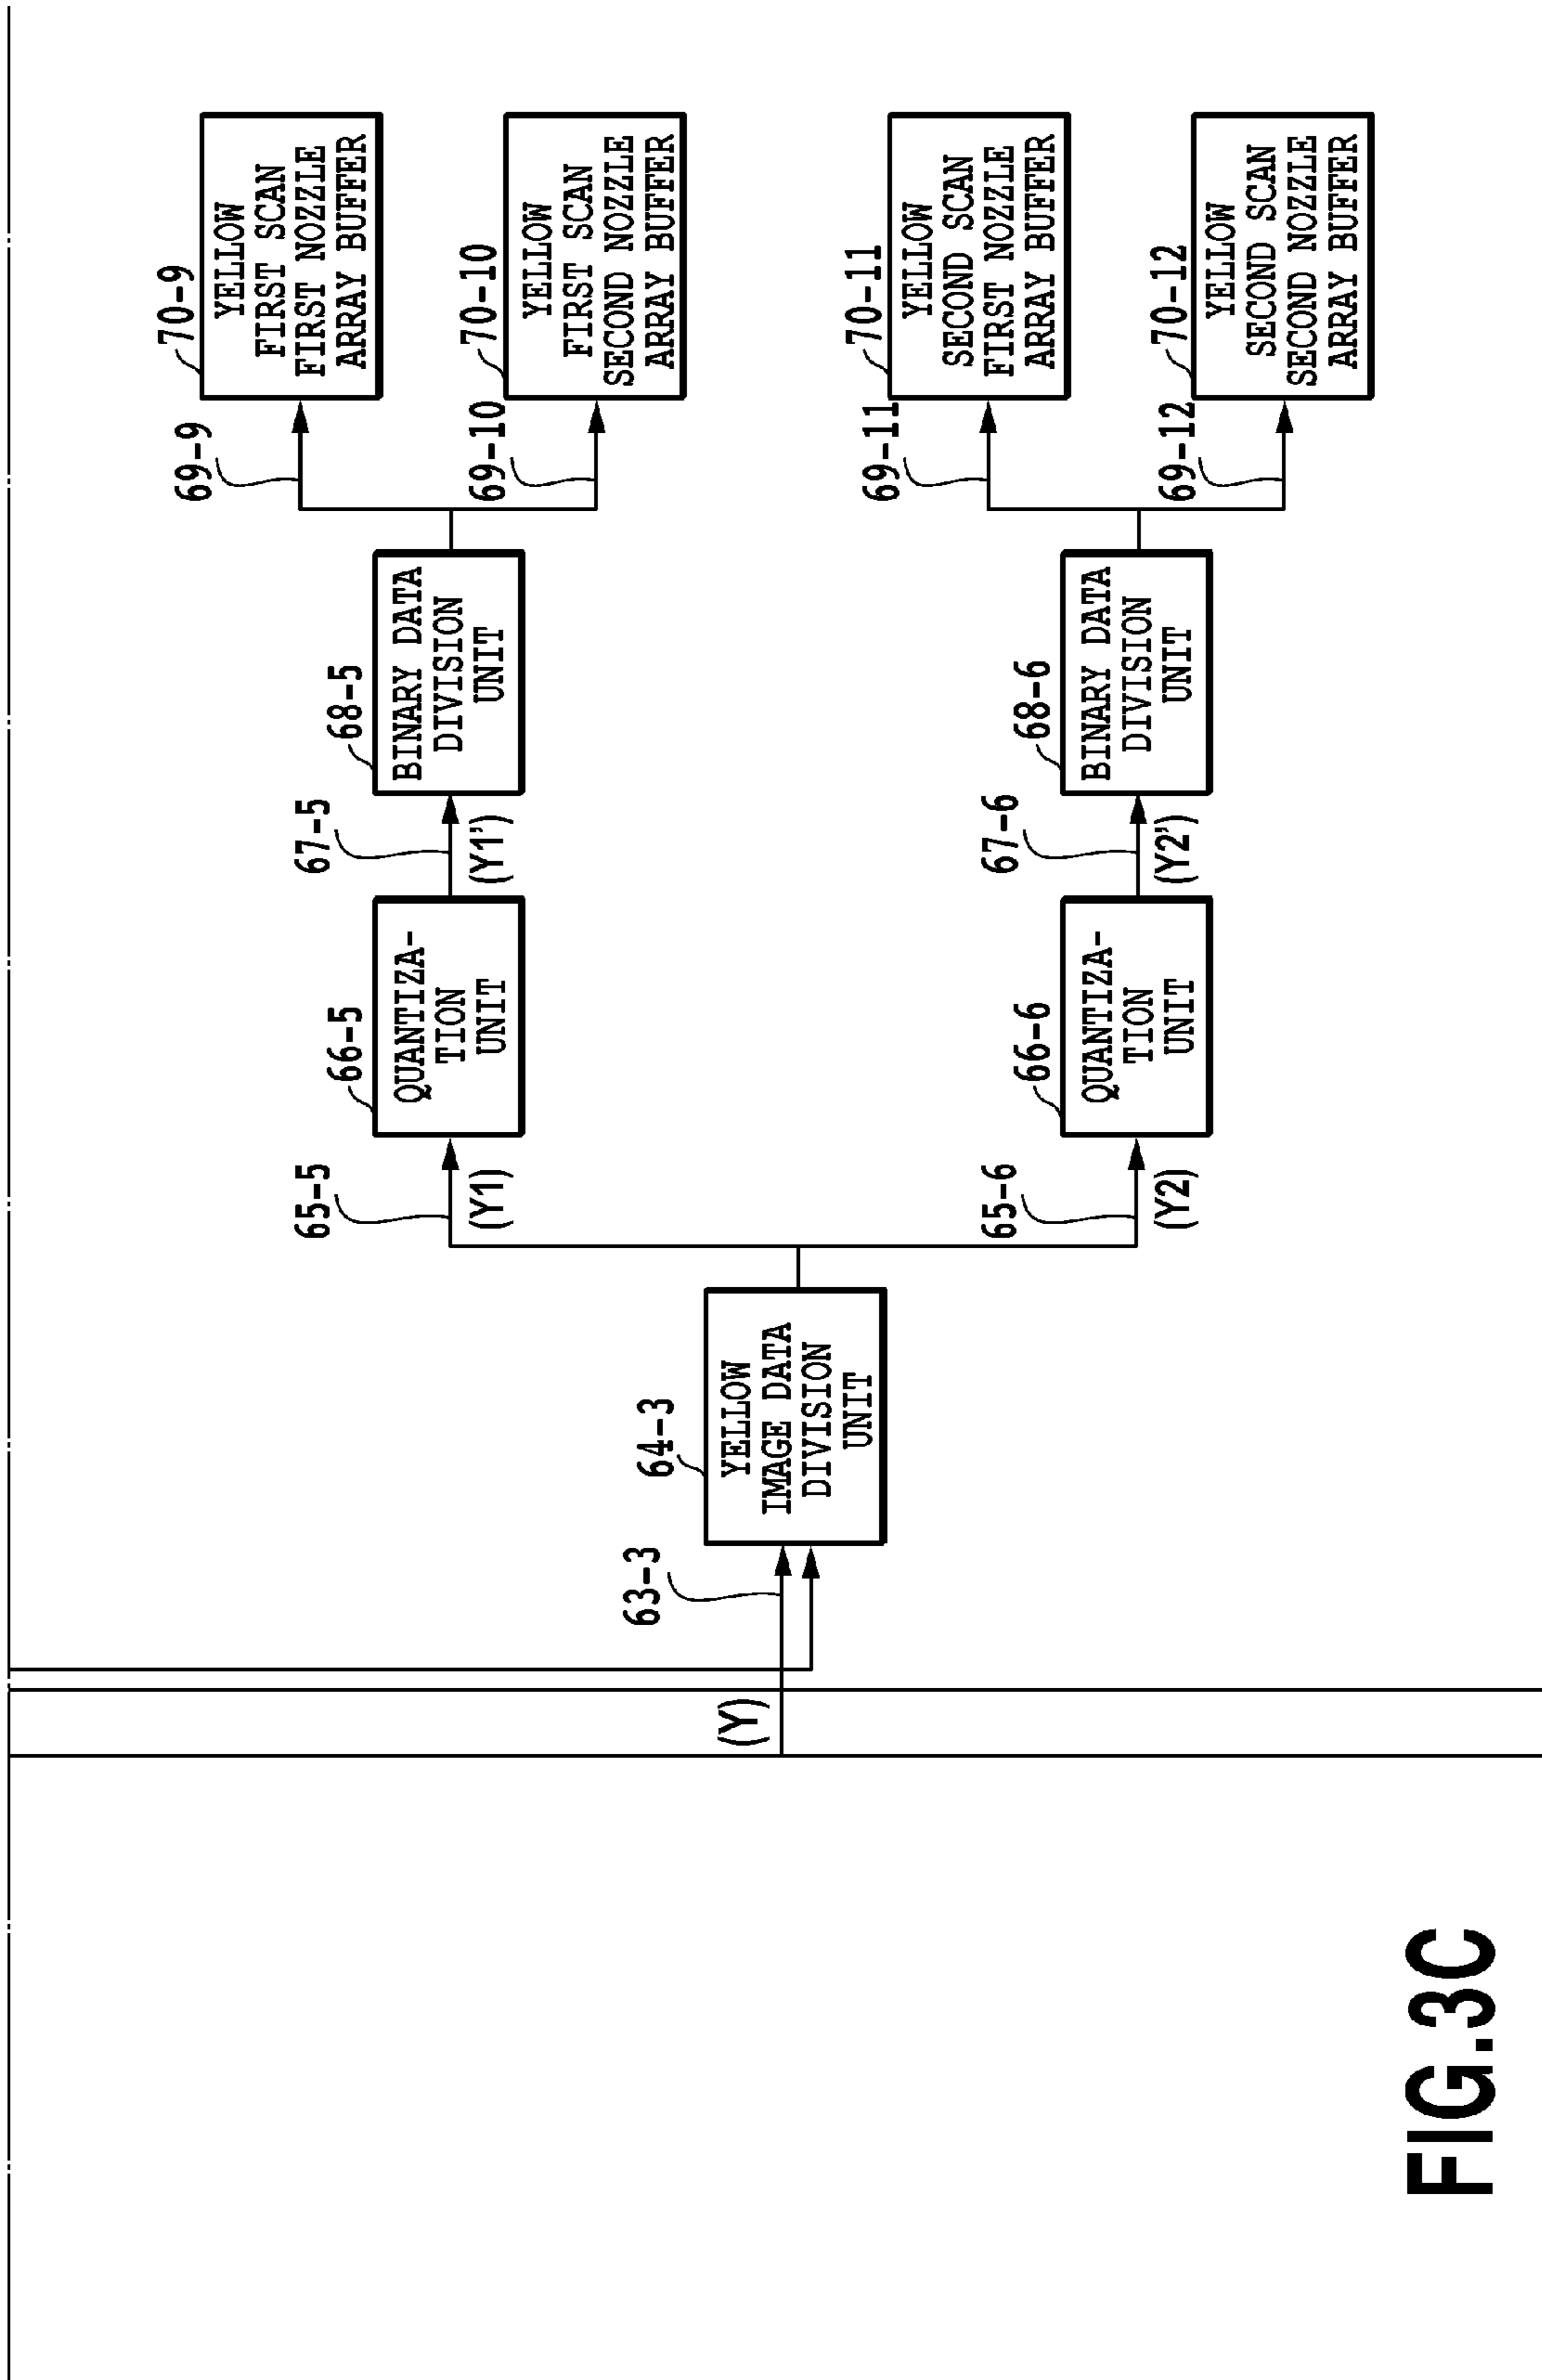 (Y)
63-3
64-3
YELLOW
IMAGE DATA
DIVISION
UNIT
65-5
(Y1)
66-5
QUANTIZA-
TION
UNIT
67-5
(Y1')
68-5
BINARY DATA
DIVISION
UNIT
69-9
70-9
YELLOW
FIRST SCAN
FIRST NOZZLE
ARRAY BUFFER
69-10
70-10
YELLOW
FIRST SCAN
SECOND NOZZLE
ARRAY BUFFER
65-6
(Y2)
66-6
QUANTIZA-
TION
UNIT
67-6
(Y2')
68-6
BINARY DATA
DIVISION
UNIT
69-11
70-11
YELLOW
SECOND SCAN
FIRST NOZZLE
ARRAY BUFFER
69-12
70-12
YELLOW
SECOND SCAN
SECOND NOZZLE
ARRAY BUFFER
FIG.3C